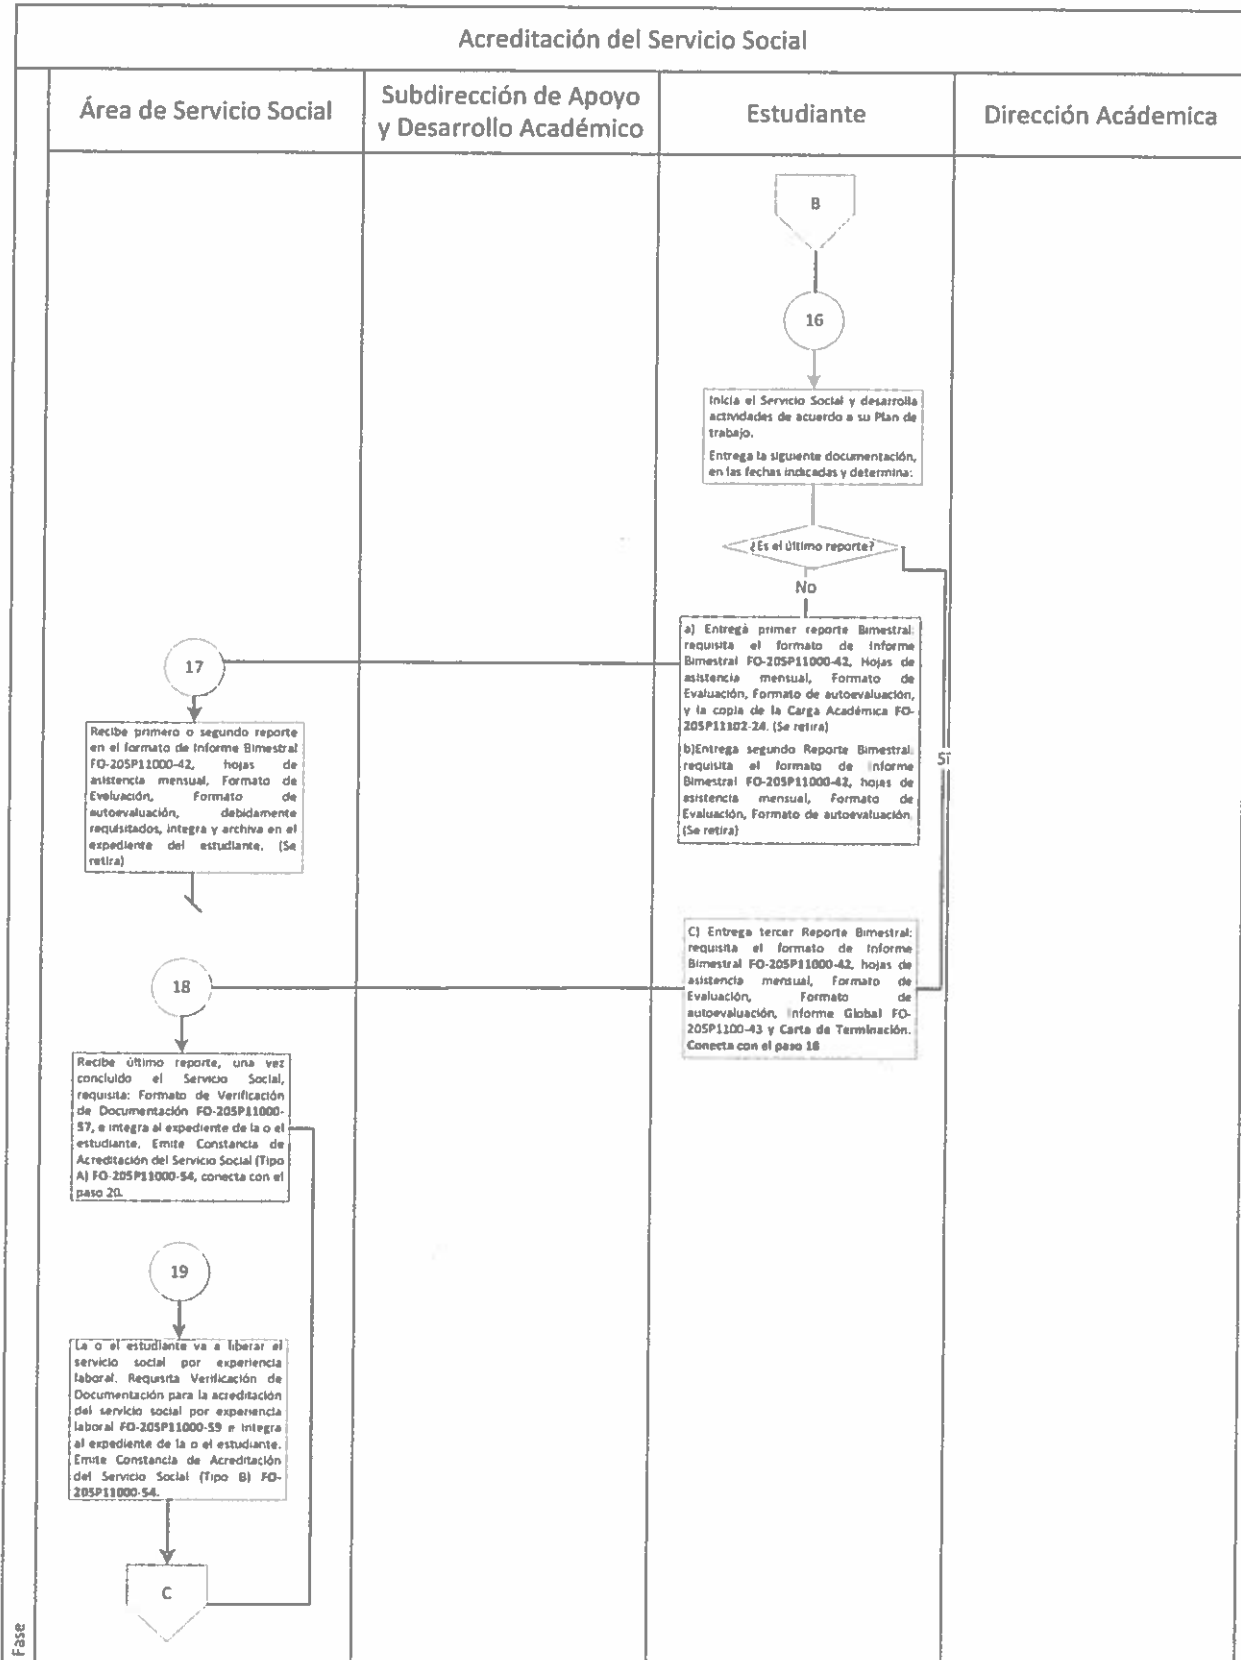 Acreditación del Servicio Social
Área de Servicio Social
Subdirección de Apoyo
y Desarrollo Académico
Estudiante
Dirección Acádemica
B
16
Inicia el Servicio Social y desarrolla
actividades de acuerdo a su Plan de
trabajo.
Entrega la siguiente documentación,
en las fechas indicadas y determina:
¿Es el último reporte?
No
Sí
a) Entrega primer reporte Bimestral:
requisita el formato de Informe
Bimestral FO-205P11000-42, Hojas de
asistencia mensual, Formato de
Evaluación, Formato de autoevaluación,
y la copia de la Carga Académica FO-
205P11102-24. (Se retira)
b)Entrega segundo Reporte Bimestral:
requisita el formato de Informe
Bimestral FO-205P11000-42, hojas de
asistencia mensual, Formato de
Evaluación, Formato de autoevaluación.
(Se retira)
17
Recibe primero o segundo reporte
en el formato de Informe Bimestral
FO-205P11000-42, hojas de
asistencia mensual, Formato de
Evaluación, Formato de
autoevaluación, debidamente
requisitados, integra y archiva en el
expediente del estudiante. (Se
retira)
C) Entrega tercer Reporte Bimestral:
requisita el formato de Informe
Bimestral FO-205P11000-42, hojas de
asistencia mensual, Formato de
Evaluación, Formato de
autoevaluación, Informe Global FO-
205P1100-43 y Carta de Terminación.
Conecta con el paso 18
18
Recibe último reporte, una vez
concluido el Servicio Social,
requisita: Formato de Verificación
de Documentación FO-205P11000-
57, e integra al expediente de la o el
estudiante. Emite Constancia de
Acreditación del Servicio Social (Tipo
A) FO-205P11000-54, conecta con el
paso 20.
19
La o el estudiante va a liberar el
servicio social por experiencia
laboral. Requisita Verificación de
Documentación para la acreditación
del servicio social por experiencia
laboral FO-205P11000-59 e integra
al expediente de la o el estudiante.
Emite Constancia de Acreditación
del Servicio Social (Tipo B) FO-
205P11000-54.
C
Fase